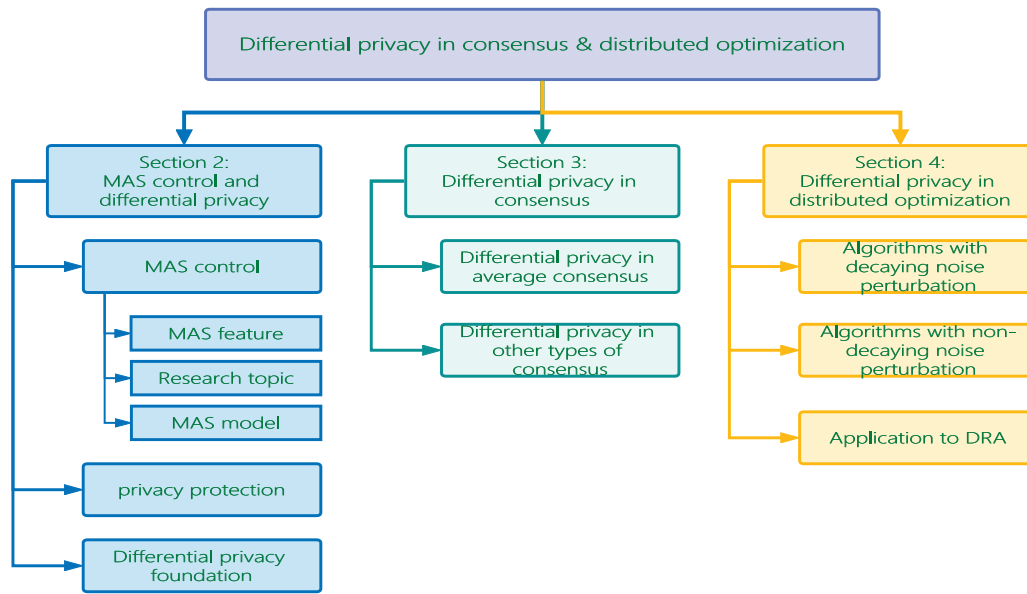 Differential privacy in consensus & distributed optimization
Section 2:
MAS control and
differential privacy
MAS control
MAS feature
Research topic
MAS model
privacy protection
Differential privacy
foundation
Section 3:
Differential privacy in
consensus
Differential privacy in
average consensus
Differential privacy in
other types of
consensus
Section 4:
Differential privacy in
distributed optimization
Algorithms with
decaying noise
perturbation
Algorithms with non-
decaying noise
perturbation
Application to DRA